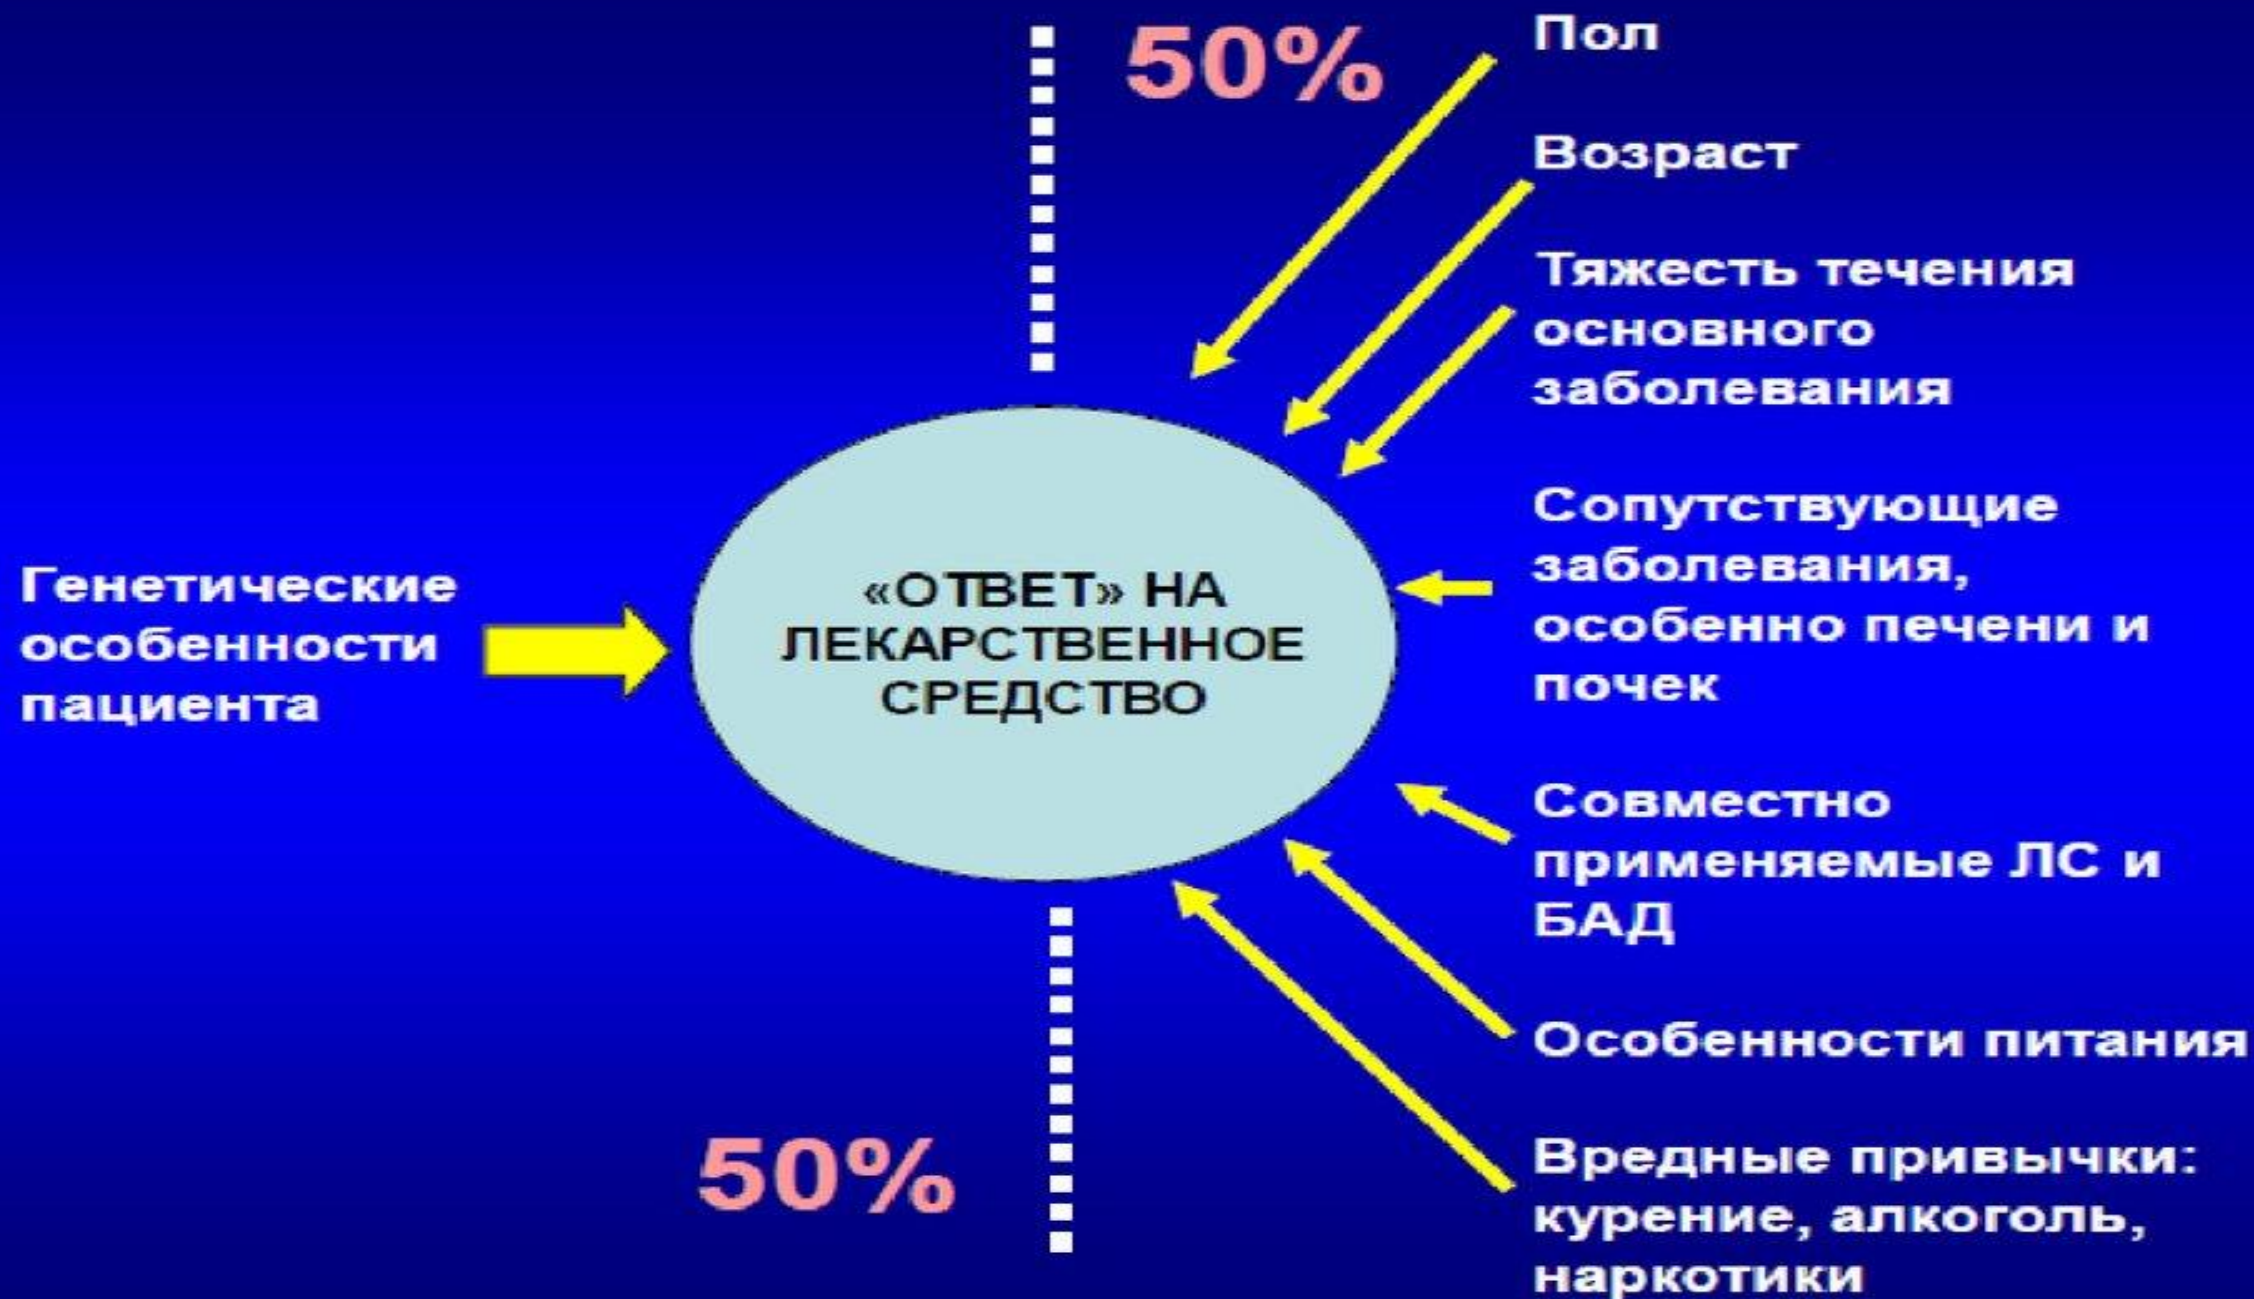 50%
Пол
Возраст
Тяжесть течения
основного
заболевания
Генетические
особенности
пациента
«ОТВЕТ» НА
ЛЕКАРСТВЕННОЕ
СРЕДСТВО
Сопутствующие
заболевания,
особенно печени и
почек
Совместно
применяемые ЛС и
БАД
Особенности питания
50%
Вредные привычки:
курение, алкоголь,
наркотики